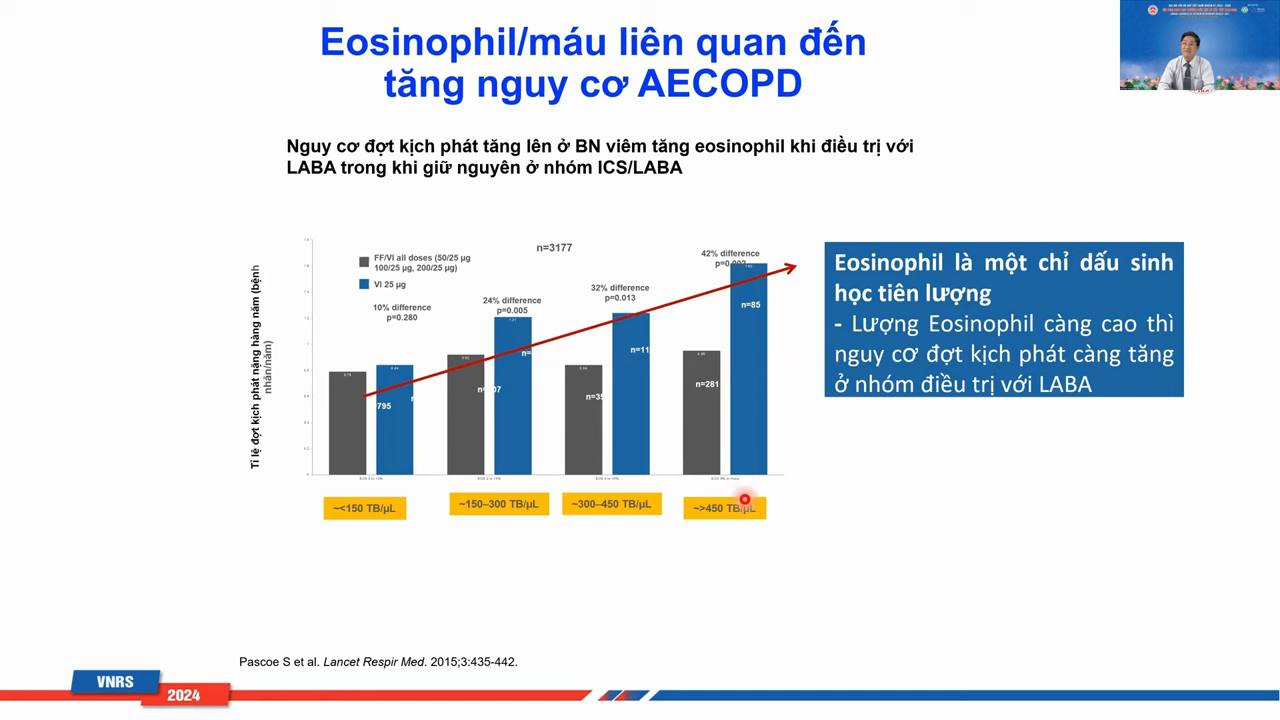 Eosinophil/máu liên quan đến
tăng nguy cơ AECOPD
Nguy cơ đợt kịch phát tăng lên ở BN viêm tăng eosinophil khi điều trị với
LABA trong khi giữ nguyên ở nhóm ICS/LABA
Tỉ lệ đợt kịch phát nặng hàng năm (bệnh
nhân/năm)
n=3177
FF/VI all doses (50/25 µg
100/25 µg, 200/25 µg)
VI 25 µg
10% difference
p=0.280
24% difference
p=0.005
32% difference
p=0.013
42% difference
p=0.002
795
n=
n=11
n=281
n=85
~<150 TB/µL
~150–300 TB/µL
~300–450 TB/µL
~>450 TB/µL
Eosinophil là một chỉ dấu sinh
học tiên lượng
- Lượng Eosinophil càng cao thì
nguy cơ đợt kịch phát càng tăng
ở nhóm điều trị với LABA
Pascoe S et al. Lancet Respir Med. 2015;3:435-442.
VNRS
2024